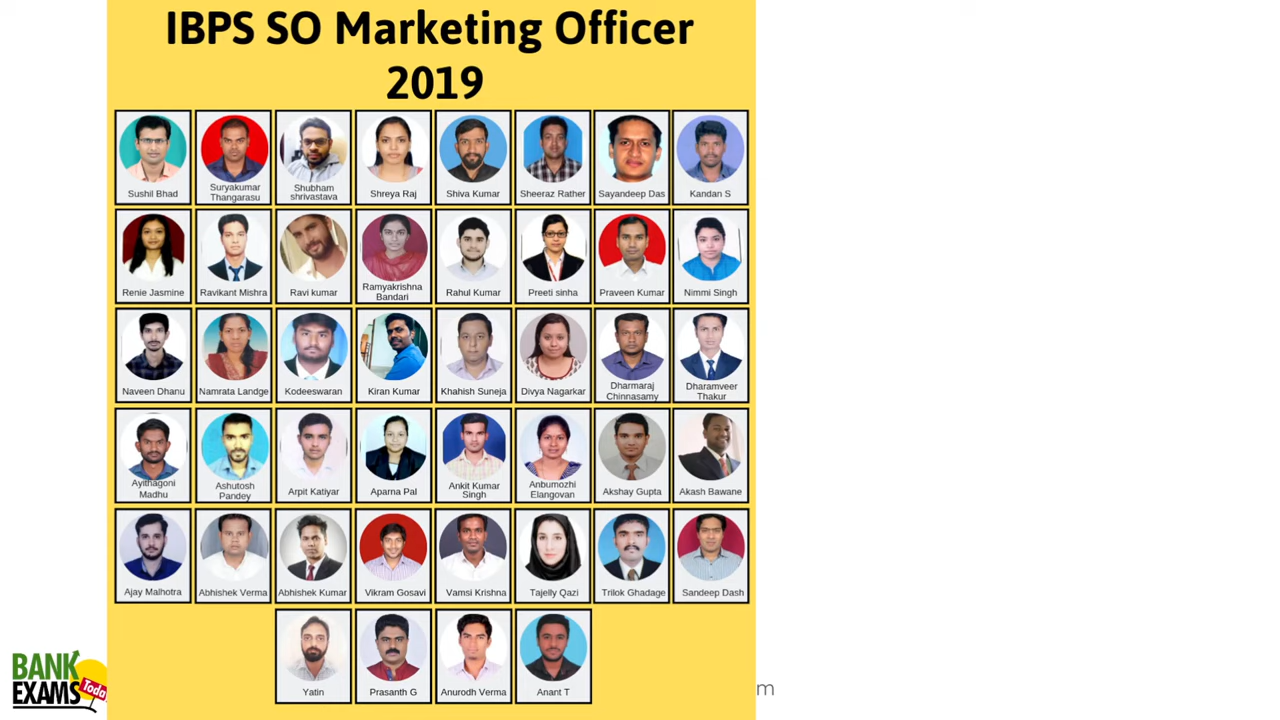 IBPS SO Marketing Officer
2019
Sushil Bhad
Suryakumar
Thangarasu
Shubham
shrivastava
Shreya Raj
Shiva Kumar
Sheeraz Rather
Sayandeep Das
Kandan S
Renie Jasmine
Ravikant Mishra
Ravi kumar
Ramyakrishna
Bandari
Rahul Kumar
Preeti sinha
Praveen Kumar
Nimmi Singh
Naveen Dhanu
Namrata Landge
Kodeeswaran
Kiran Kumar
Khahish Suneja
Divya Nagarkar
Dharmaraj
Chinnasamy
Dharamveer
Thakur
Ayithagoni
Madhu
Ashutosh
Pandey
Arpit Katiyar
Aparna Pal
Ankit Kumar
Singh
Anbumozhi
Elangovan
Akshay Gupta
Akash Bawane
Ajay Malhotra
Abhishek Verma
Abhishek Kumar
Vikram Gosavi
Vamsi Krishna
Tajelly Qazi
Trilok Ghadage
Sandeep Dash
Yatin
Prasanth G
Anurodh Verma
Anant T
BANK
EXAMS
Toda
m